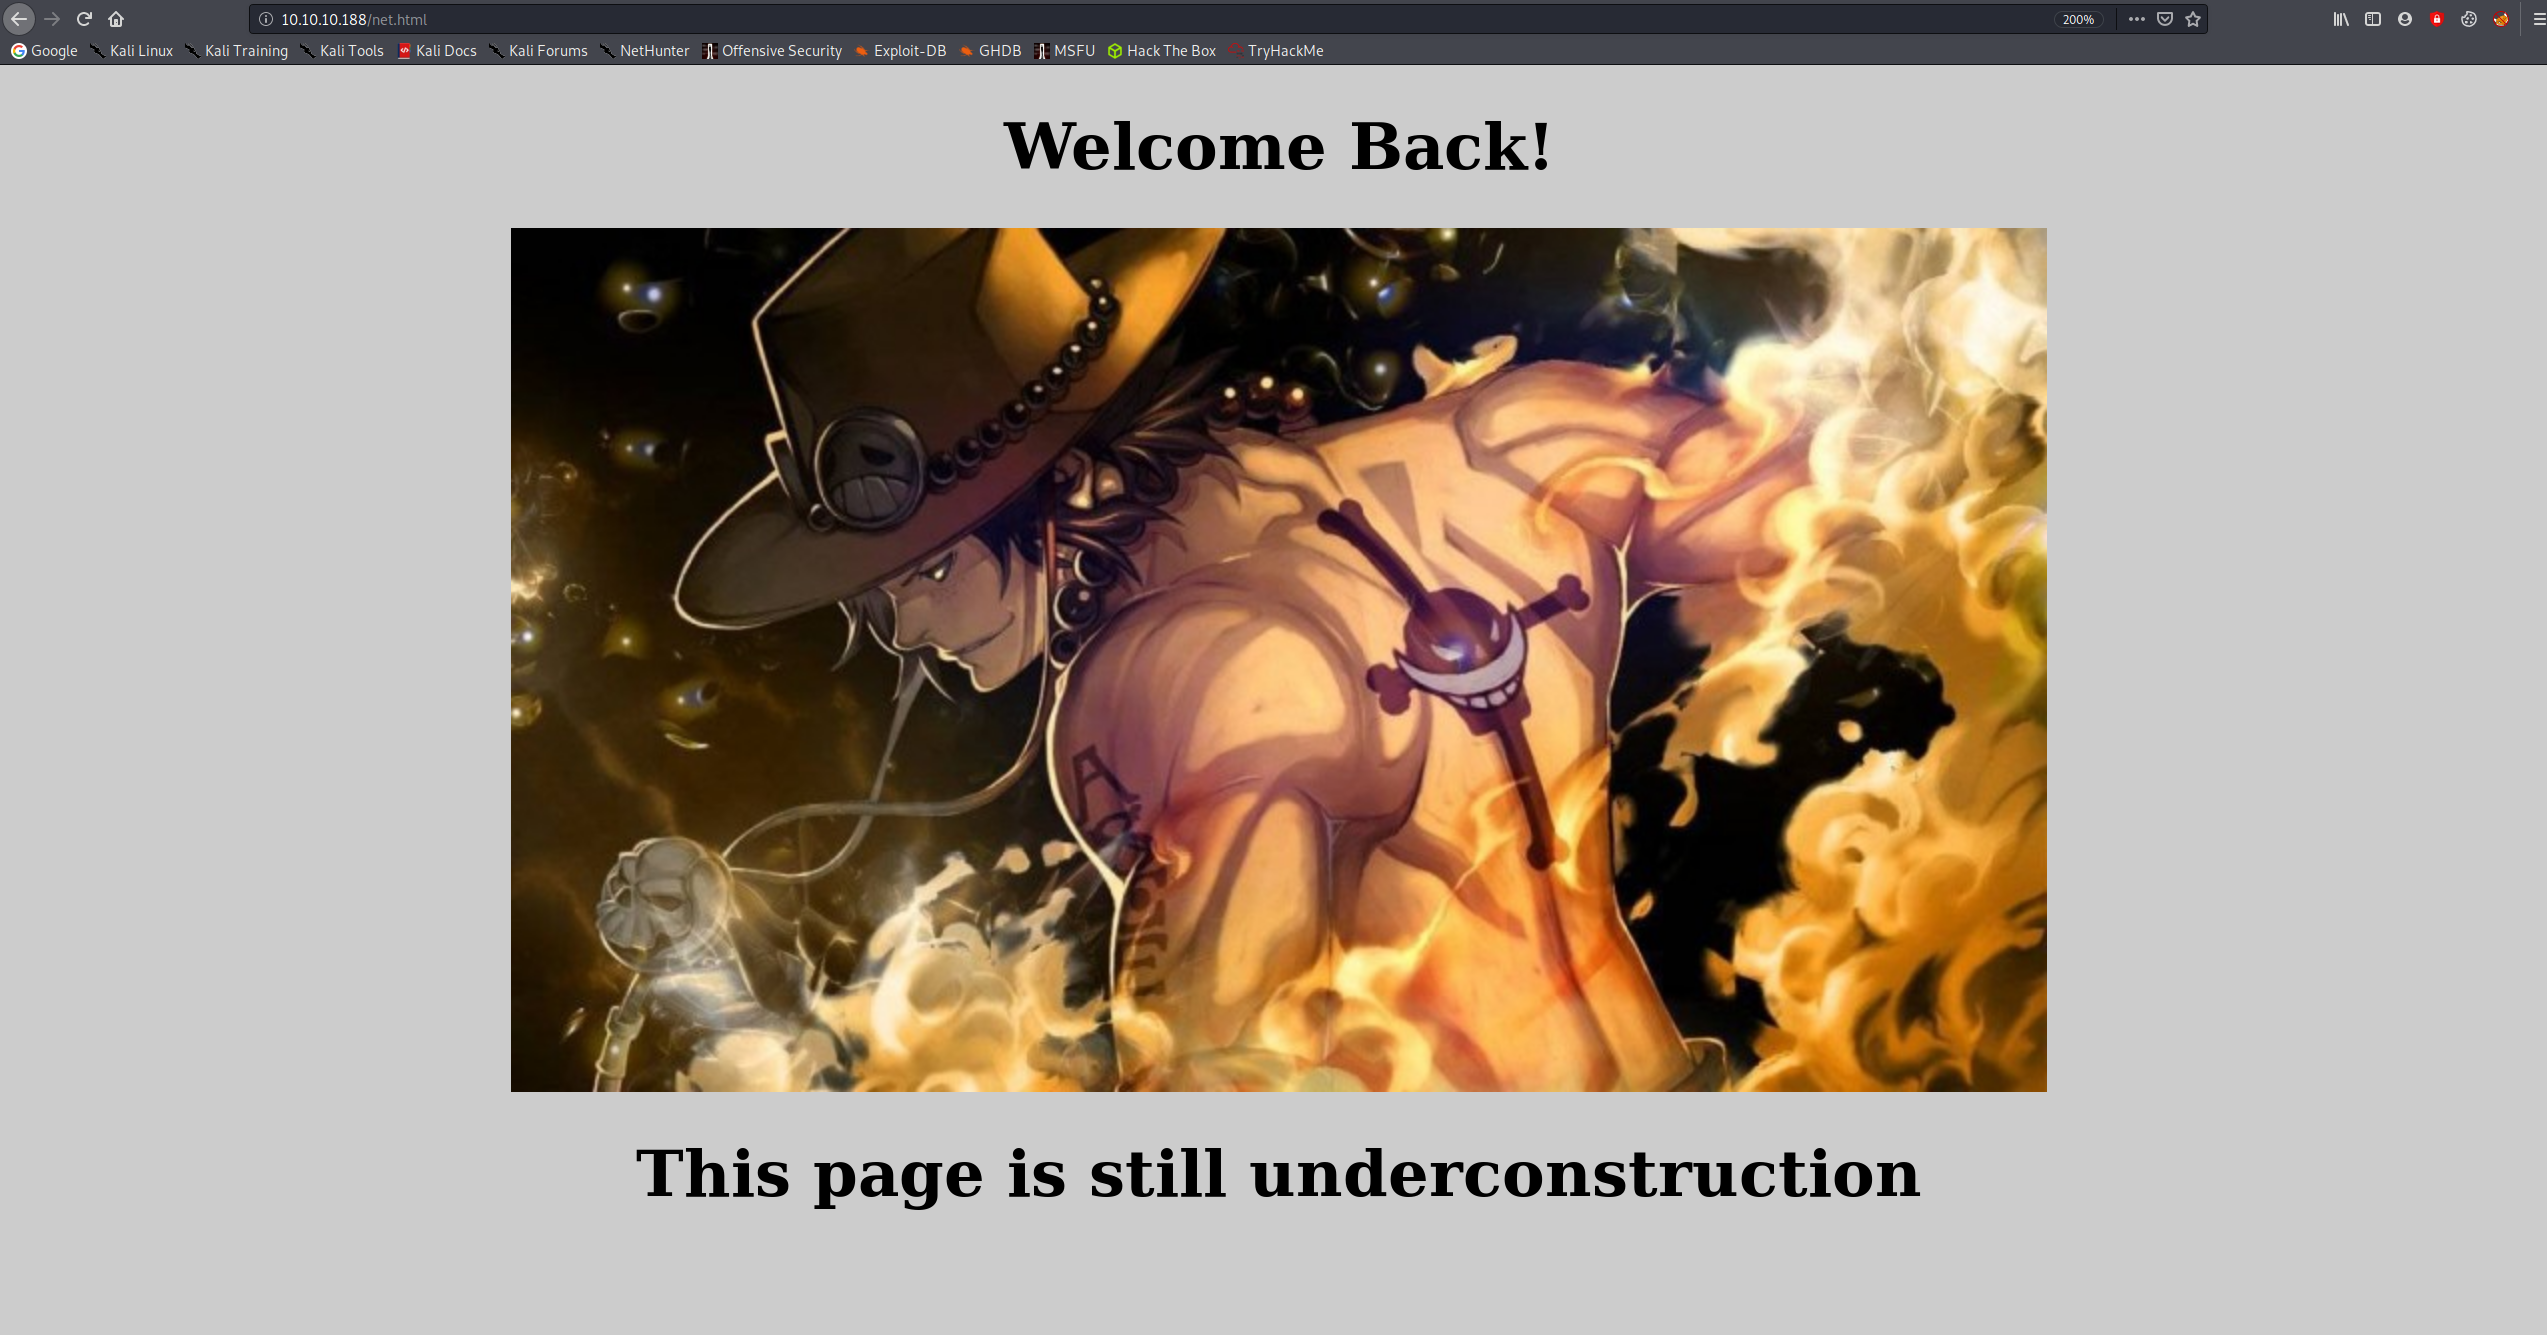 10.10.10.188/net.html
200%
Google Kali Linux Kali Training Kali Tools Kali Docs Kali Forums NetHunter Offensive Security Exploit-DB GHDB MSFU Hack The Box TryHackMe
Welcome Back!
A
This page is still underconstruction